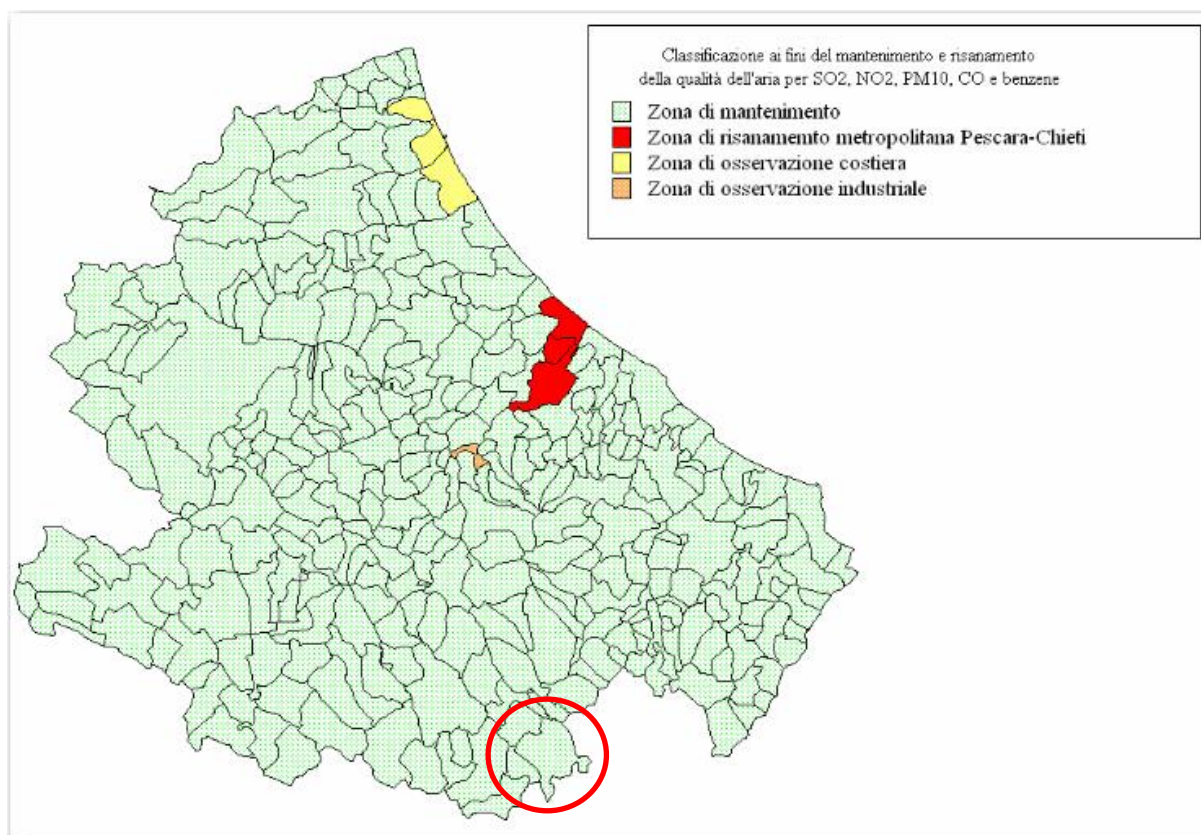 Classificazione ai fini del mantenimento e risanamento
della qualità dell'aria per SO2, NO2, PM10, CO e benzene
Zona di mantenimento
Zona di risanamemto metropolitana Pescara-Chieti
Zona di osservazione costiera
Zona di osservazione industriale